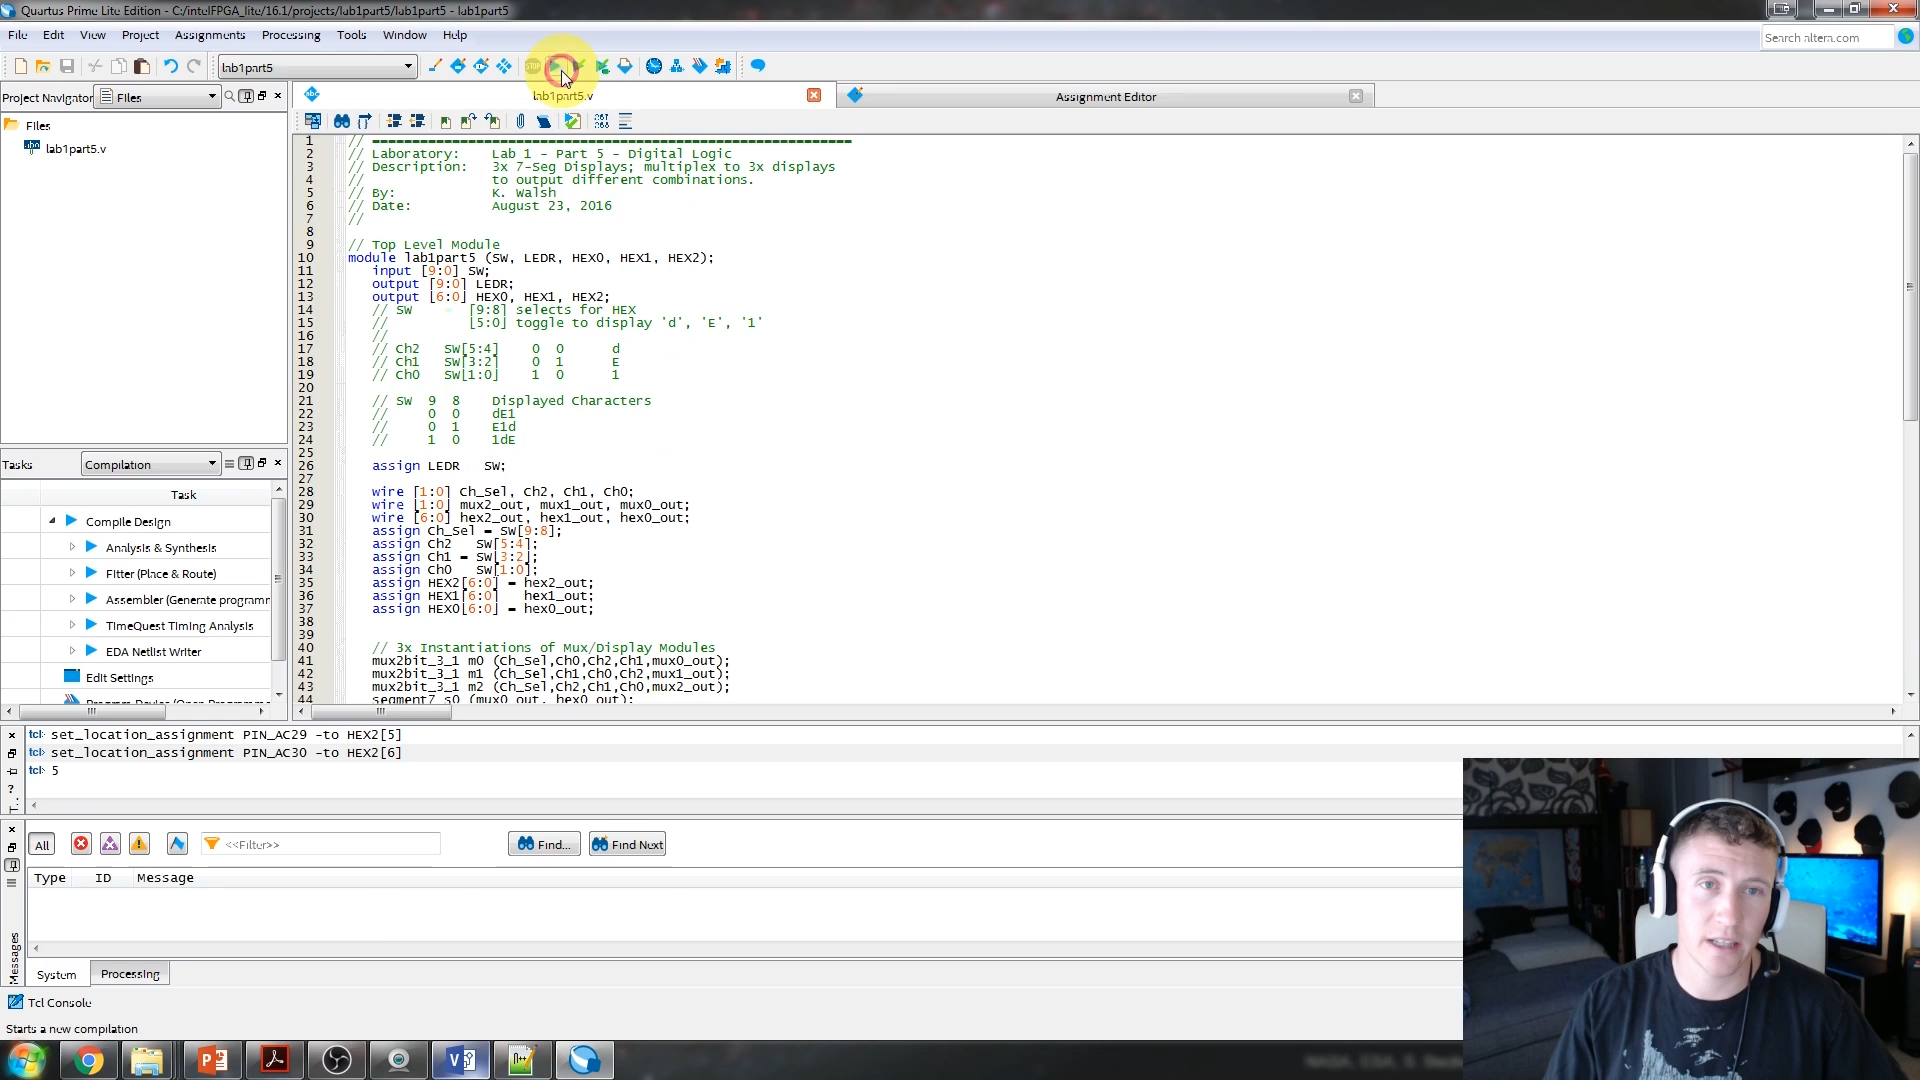 Quartus Prime Lite Edition - C:/intelFPGA_lite/16.1/projects/lab1part5/lab1part5 - lab1part5
File Edit View Project Assignments Processing Tools Window Help
Search altera.com
lab1part5
Project Navigator Files
lab1part5.v
Assignment Editor
Files
lab1part5.v
1 // ============================================================
2 // Laboratory: Lab 1 - Part 5 - Digital Logic
3 // Description: 3x 7-Seg Displays; multiplex to 3x displays
4 // to output different combinations.
5 // By: K. Walsh
6 // Date: August 23, 2016
7 //
8
9 // Top Level Module
10 module lab1part5 (SW, LEDR, HEX0, HEX1, HEX2);
11 input [9:0] SW;
12 output [9:0] LEDR;
13 output [6:0] HEX0, HEX1, HEX2;
14 // SW - [9:8] selects for HEX
15 // [5:0] toggle to display 'd', 'E', '1'
16 //
17 // Ch2 SW[5:4] 0 0 d
18 // Ch1 SW[3:2] 0 1 E
19 // Ch0 SW[1:0] 1 0 1
20
21 // SW 9 8 Displayed Characters
22 // 0 0 dE1
23 // 0 1 E1d
24 // 1 0 1dE
25
26 assign LEDR SW;
27
28 wire [1:0] Ch_Sel, Ch2, Ch1, Ch0;
29 wire [1:0] mux2_out, mux1_out, mux0_out;
30 wire [6:0] hex2_out, hex1_out, hex0_out;
31 assign Ch_Sel = SW[9:8];
32 assign Ch2 SW[5:4];
33 assign Ch1 = SW[3:2];
34 assign Ch0 SW[1:0];
35 assign HEX2[6:0] = hex2_out;
36 assign HEX1[6:0] hex1_out;
37 assign HEX0[6:0] = hex0_out;
38
39
40 // 3x Instantiations of Mux/Display Modules
41 mux2bit_3_1 m0 (Ch_Sel,Ch0,Ch2,Ch1,mux0_out);
42 mux2bit_3_1 m1 (Ch_Sel,Ch1,Ch0,Ch2,mux1_out);
43 mux2bit_3_1 m2 (Ch_Sel,Ch2,Ch1,Ch0,mux2_out);
44 segment7 s0 (mux0_out, hex0_out);
Tasks Compilation
Task
Compile Design
Analysis & Synthesis
Fitter (Place & Route)
Assembler (Generate programm
TimeQuest Timing Analysis
EDA Netlist Writer
Edit Settings
Program Device (Open Programme
tcl> set_location_assignment PIN_AC29 -to HEX2[5]
tcl> set_location_assignment PIN_AC30 -to HEX2[6]
tcl> 5
All <<Filter>> Find... Find Next
Type ID Message
Messages
System Processing
Tcl Console
Starts a new compilation